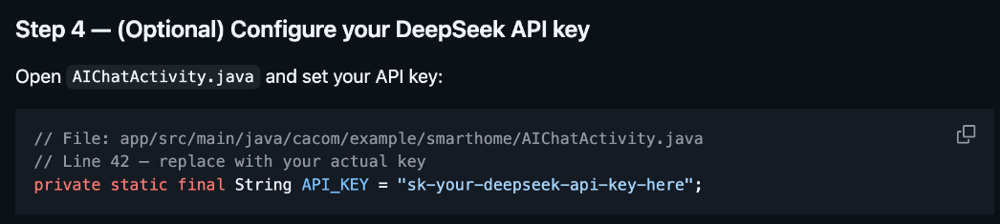 Step 4 — (Optional) Configure your DeepSeek API key
Open AIChatActivity.java and set your API key:
// File: app/src/main/java/cacom/example/smarthome/AIChatActivity.java
// Line 42 — replace with your actual key
private static final String API_KEY = "sk-your-deepseek-api-key-here";